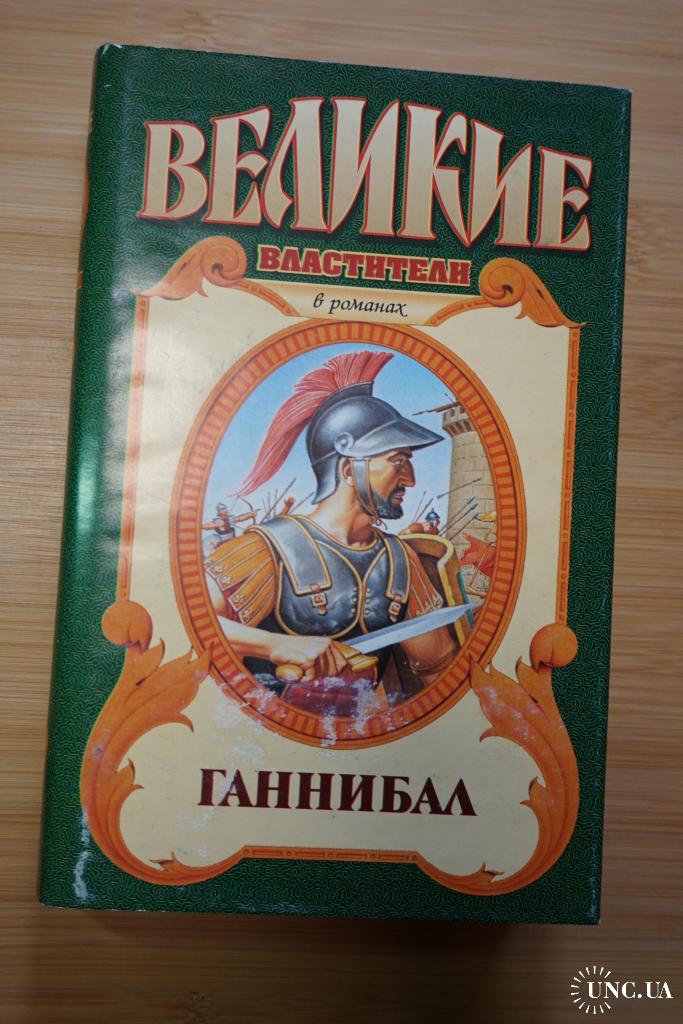 ВЕЛИКИЕ
ВЛАСТИТЕЛИ
в романах
ГАННИБАЛ
UNC.UA